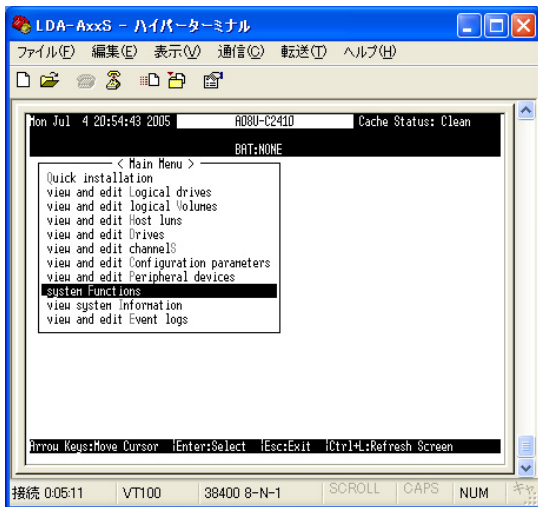 LDA-AxxS - ハイパーターミナル
ファイル(F) 編集(E) 表示(V) 通信(C) 転送(T) ヘルプ(H)
Mon Jul 4 20:54:43 2005 A08U-C2410 Cache Status: Clean
BAT:NONE
< Main Menu >
Quick installation
view and edit Logical drives
view and edit logical Volumes
view and edit Host luns
view and edit Drives
view and edit channelS
view and edit Configuration parameters
view and edit Peripheral devices
system Functions
view system Information
view and edit Event logs
Arrow Keys:Move Cursor |Enter:Select |Esc:Exit |Ctrl+L:Refresh Screen
接続 0:05:11 VT100 38400 8-N-1 SCROLL CAPS NUM キャ